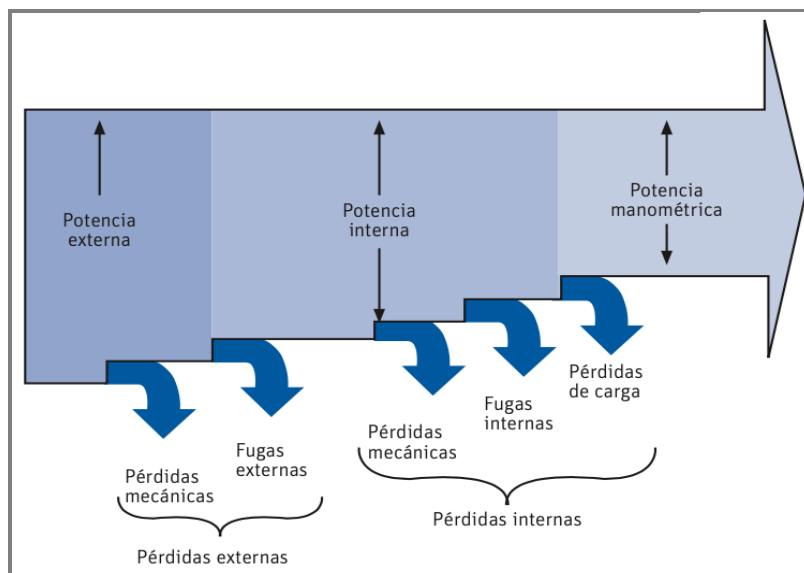 Potencia
externa
Potencia
interna
Potencia
manométrica
Pérdidas
mecánicas
Fugas
externas
Pérdidas
mecánicas
Fugas
internas
Pérdidas
de carga
Pérdidas externas
Pérdidas internas